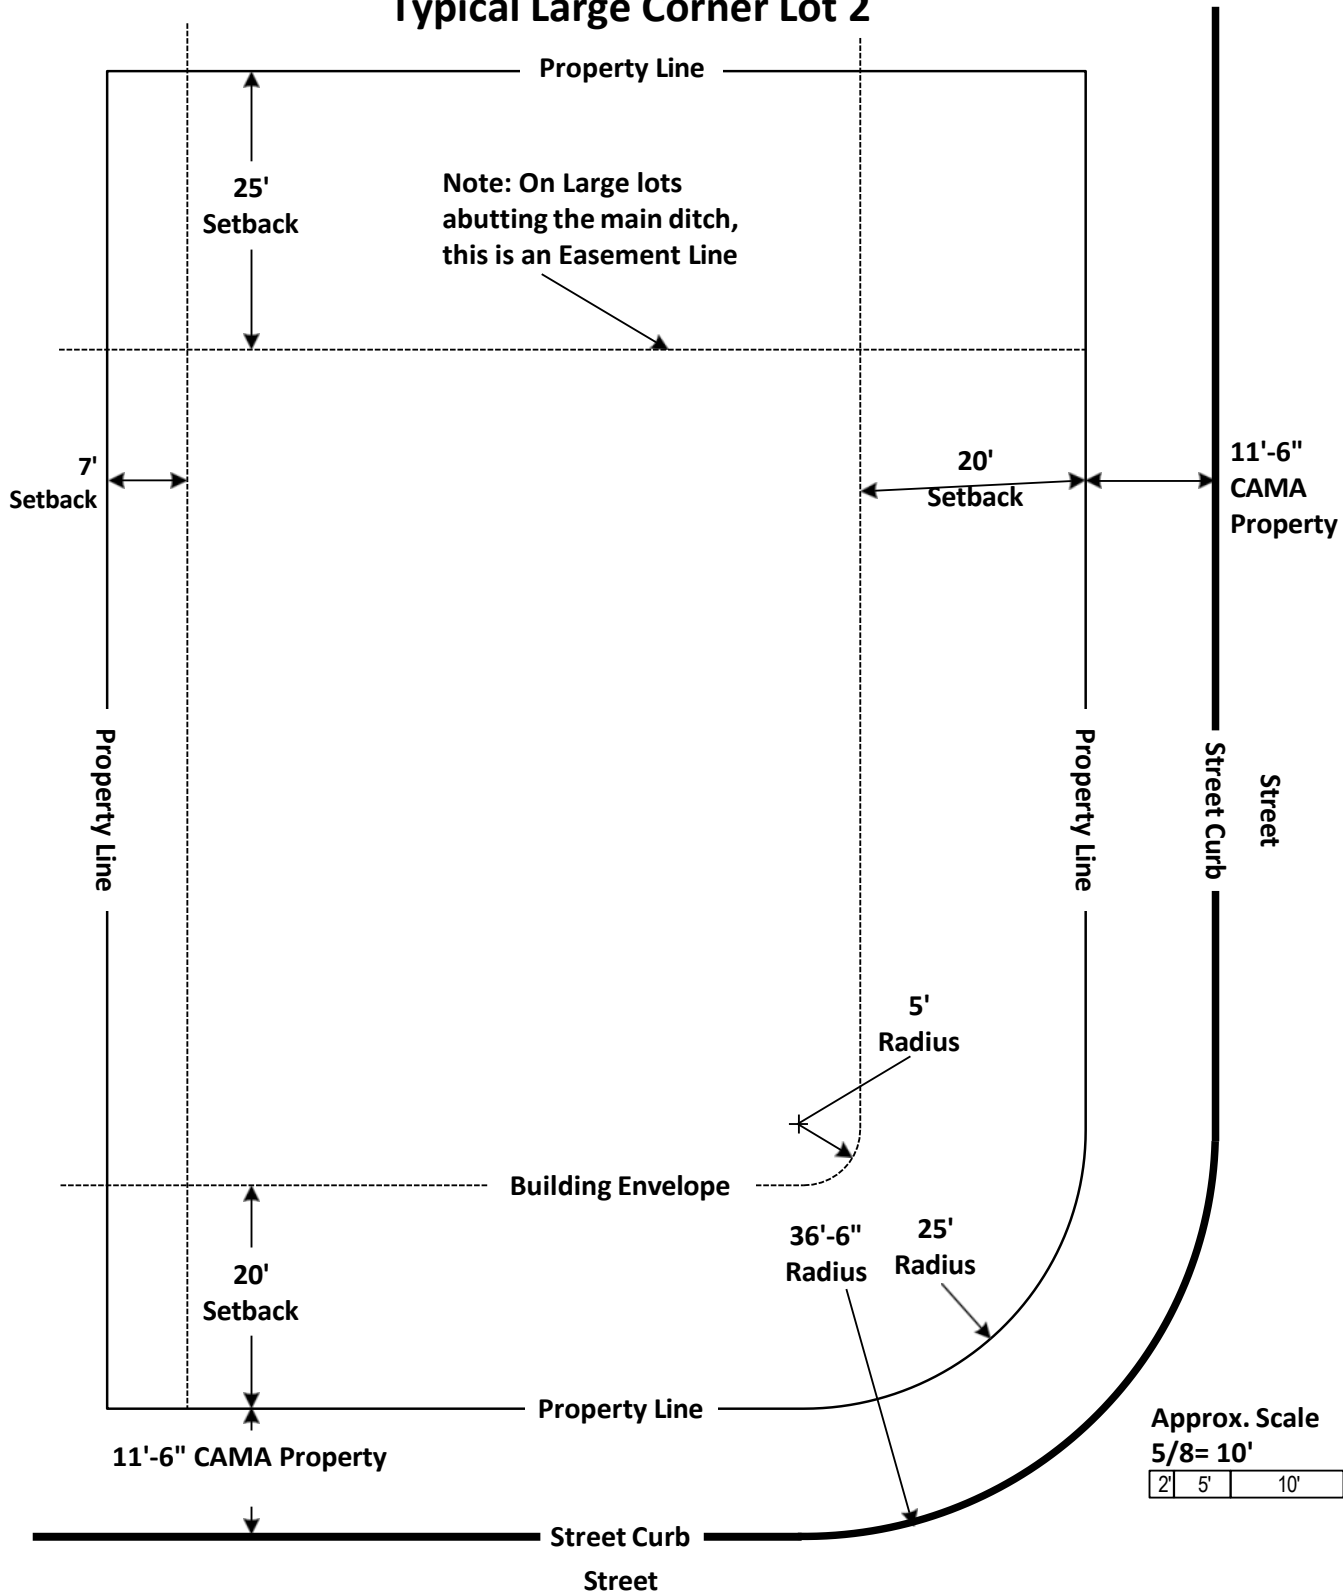 Typical Large Corner Lot 2
Property Line
25'
Setback
Note: On Large lots
abutting the main ditch,
this is an Easement Line
7'
Setback
20'
Setback
11'-6"
CAMA
Property
Property Line
Property Line
Street Curb
Street
5'
Radius
Building Envelope
36'-6"
Radius
25'
Radius
20'
Setback
Property Line
11'-6" CAMA Property
Approx. Scale
5/8= 10'
2' 5' 10'
Street Curb
Street